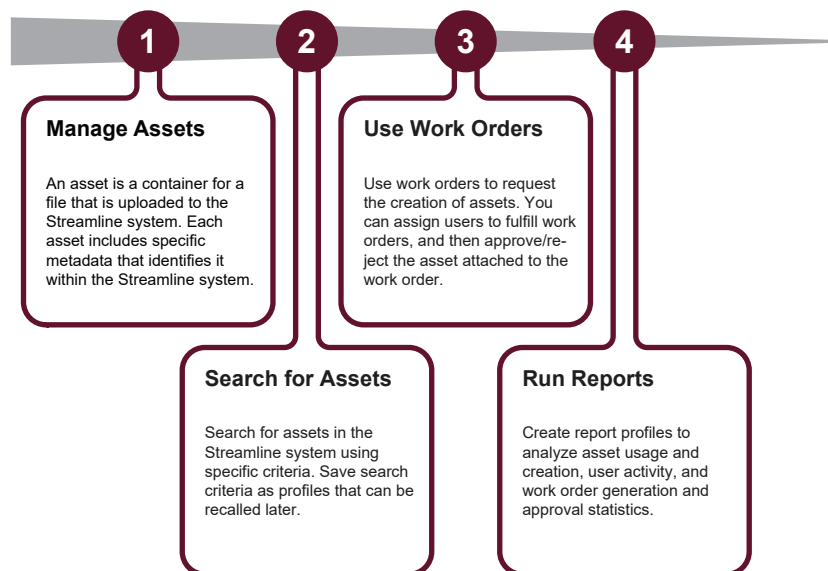 1
2
3
4
Manage Assets
An asset is a container for a
file that is uploaded to the
Streamline system. Each
asset includes specific
metadata that identifies it
within the Streamline system.
Search for Assets
Search for assets in the
Streamline system using
specific criteria. Save search
criteria as profiles that can be
recalled later.
Use Work Orders
Use work orders to request
the creation of assets. You
can assign users to fulfill work
orders, and then approve/re-
ject the asset attached to the
work order.
Run Reports
Create report profiles to
analyze asset usage and
creation, user activity, and
work order generation and
approval statistics.